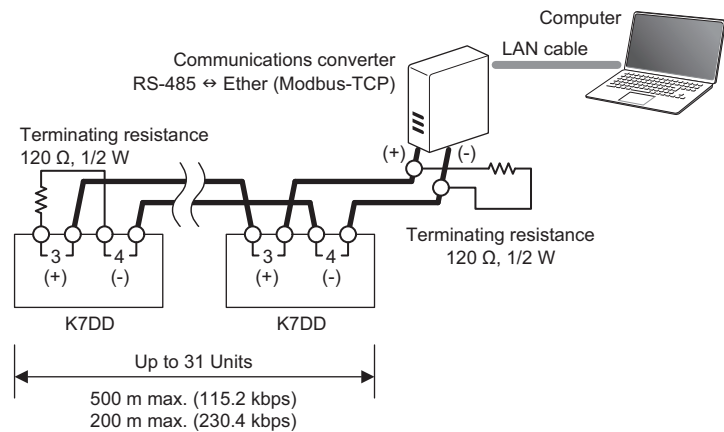 Computer
LAN cable
Communications converter
RS-485 ⇔ Ether (Modbus-TCP)
Terminating resistance
120 Ω, 1/2 W
(+)
(-)
Terminating resistance
120 Ω, 1/2 W
3
(+)
4
(-)
K7DD
3
(+)
4
(-)
K7DD
Up to 31 Units
500 m max. (115.2 kbps)
200 m max. (230.4 kbps)